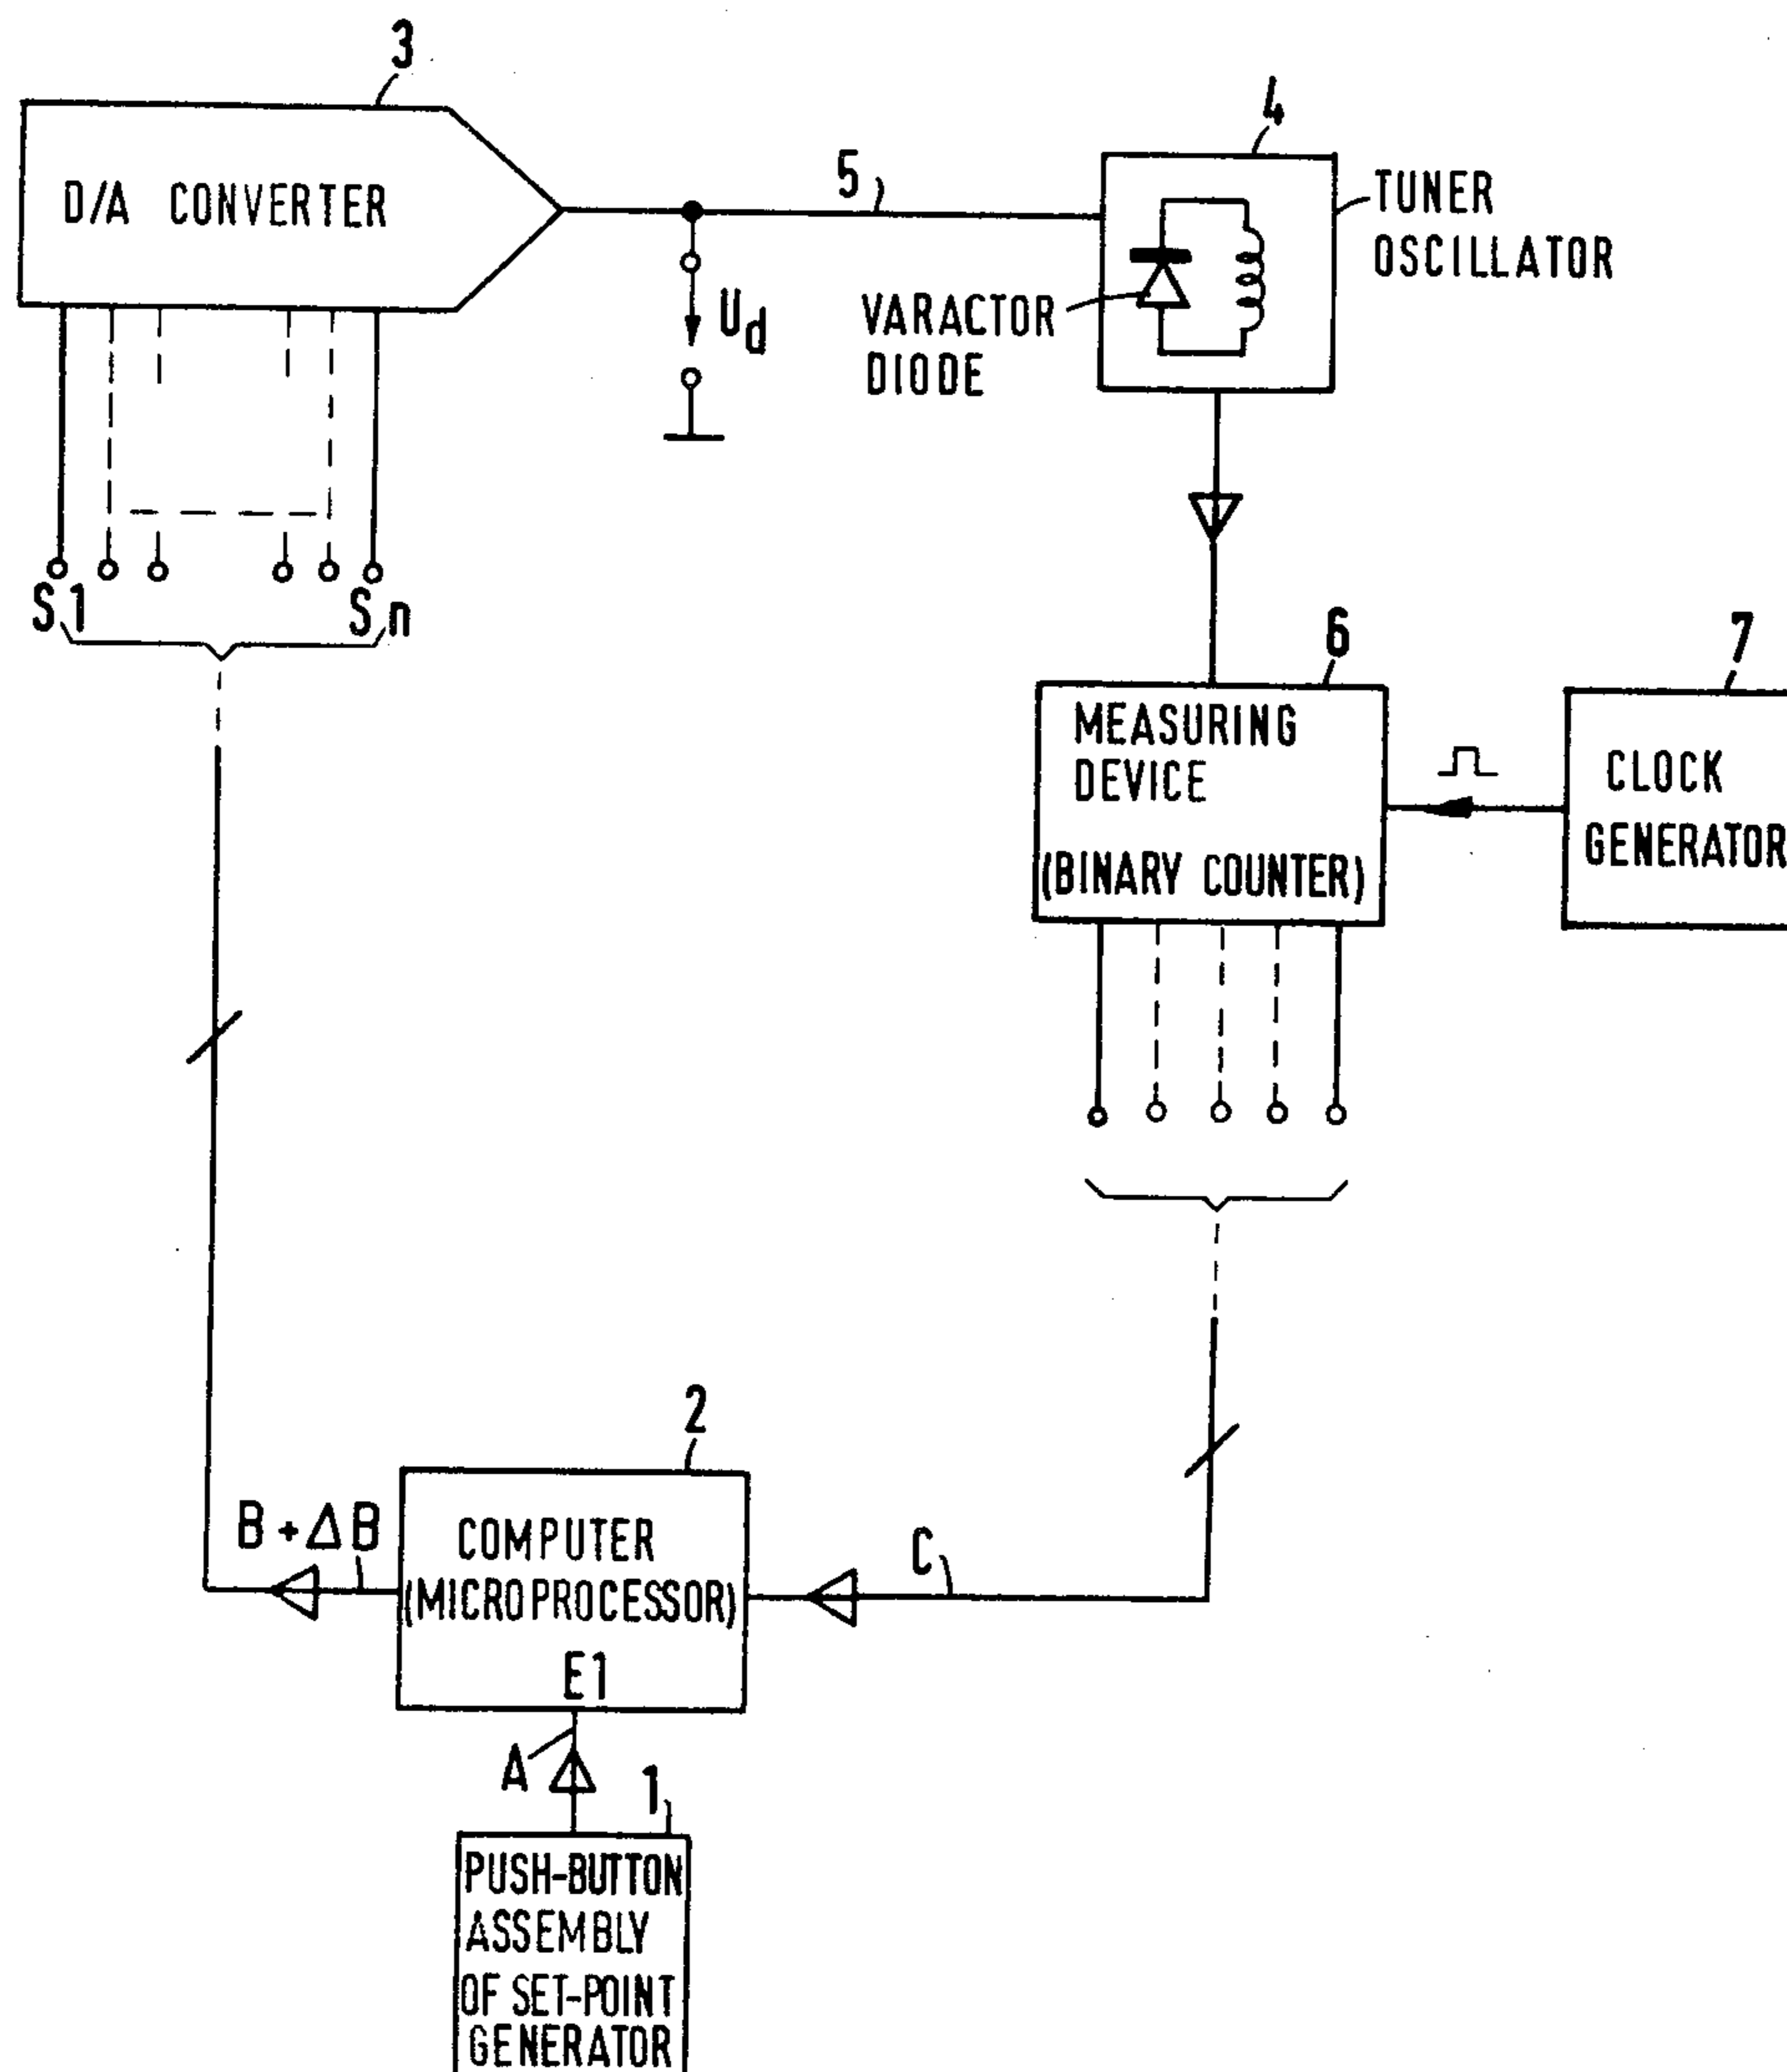 3
D/A CONVERTER
5
4
TUNER
OSCILLATOR
VARACTOR
DIODE
Ud
S1
Sn
6
MEASURING
DEVICE
(BINARY COUNTER)
7
CLOCK
GENERATOR
2
COMPUTER
(MICROPROCESSOR)
E1
B+ΔB
C
A
1
PUSH-BUTTON
ASSEMBLY
OF SET-POINT
GENERATOR